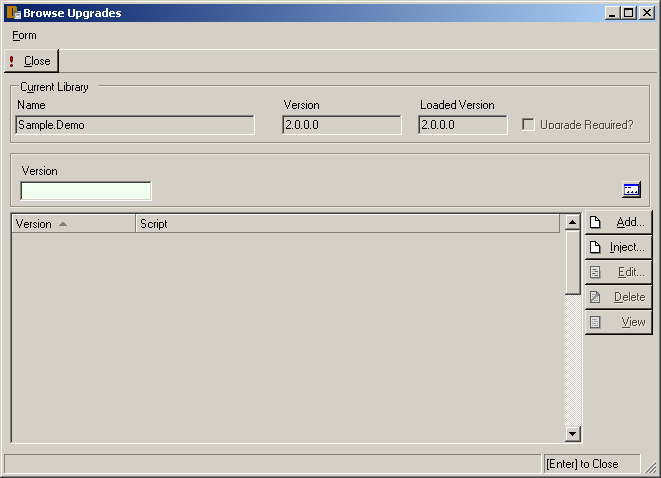 Browse Upgrades
Form
Close
Current Library
Name Version Loaded Version
Sample.Demo 2.0.0.0 2.0.0.0 Upgrade Required?
Version
Version Script
Add...
Inject...
Edit...
Delete
View
[Enter] to Close